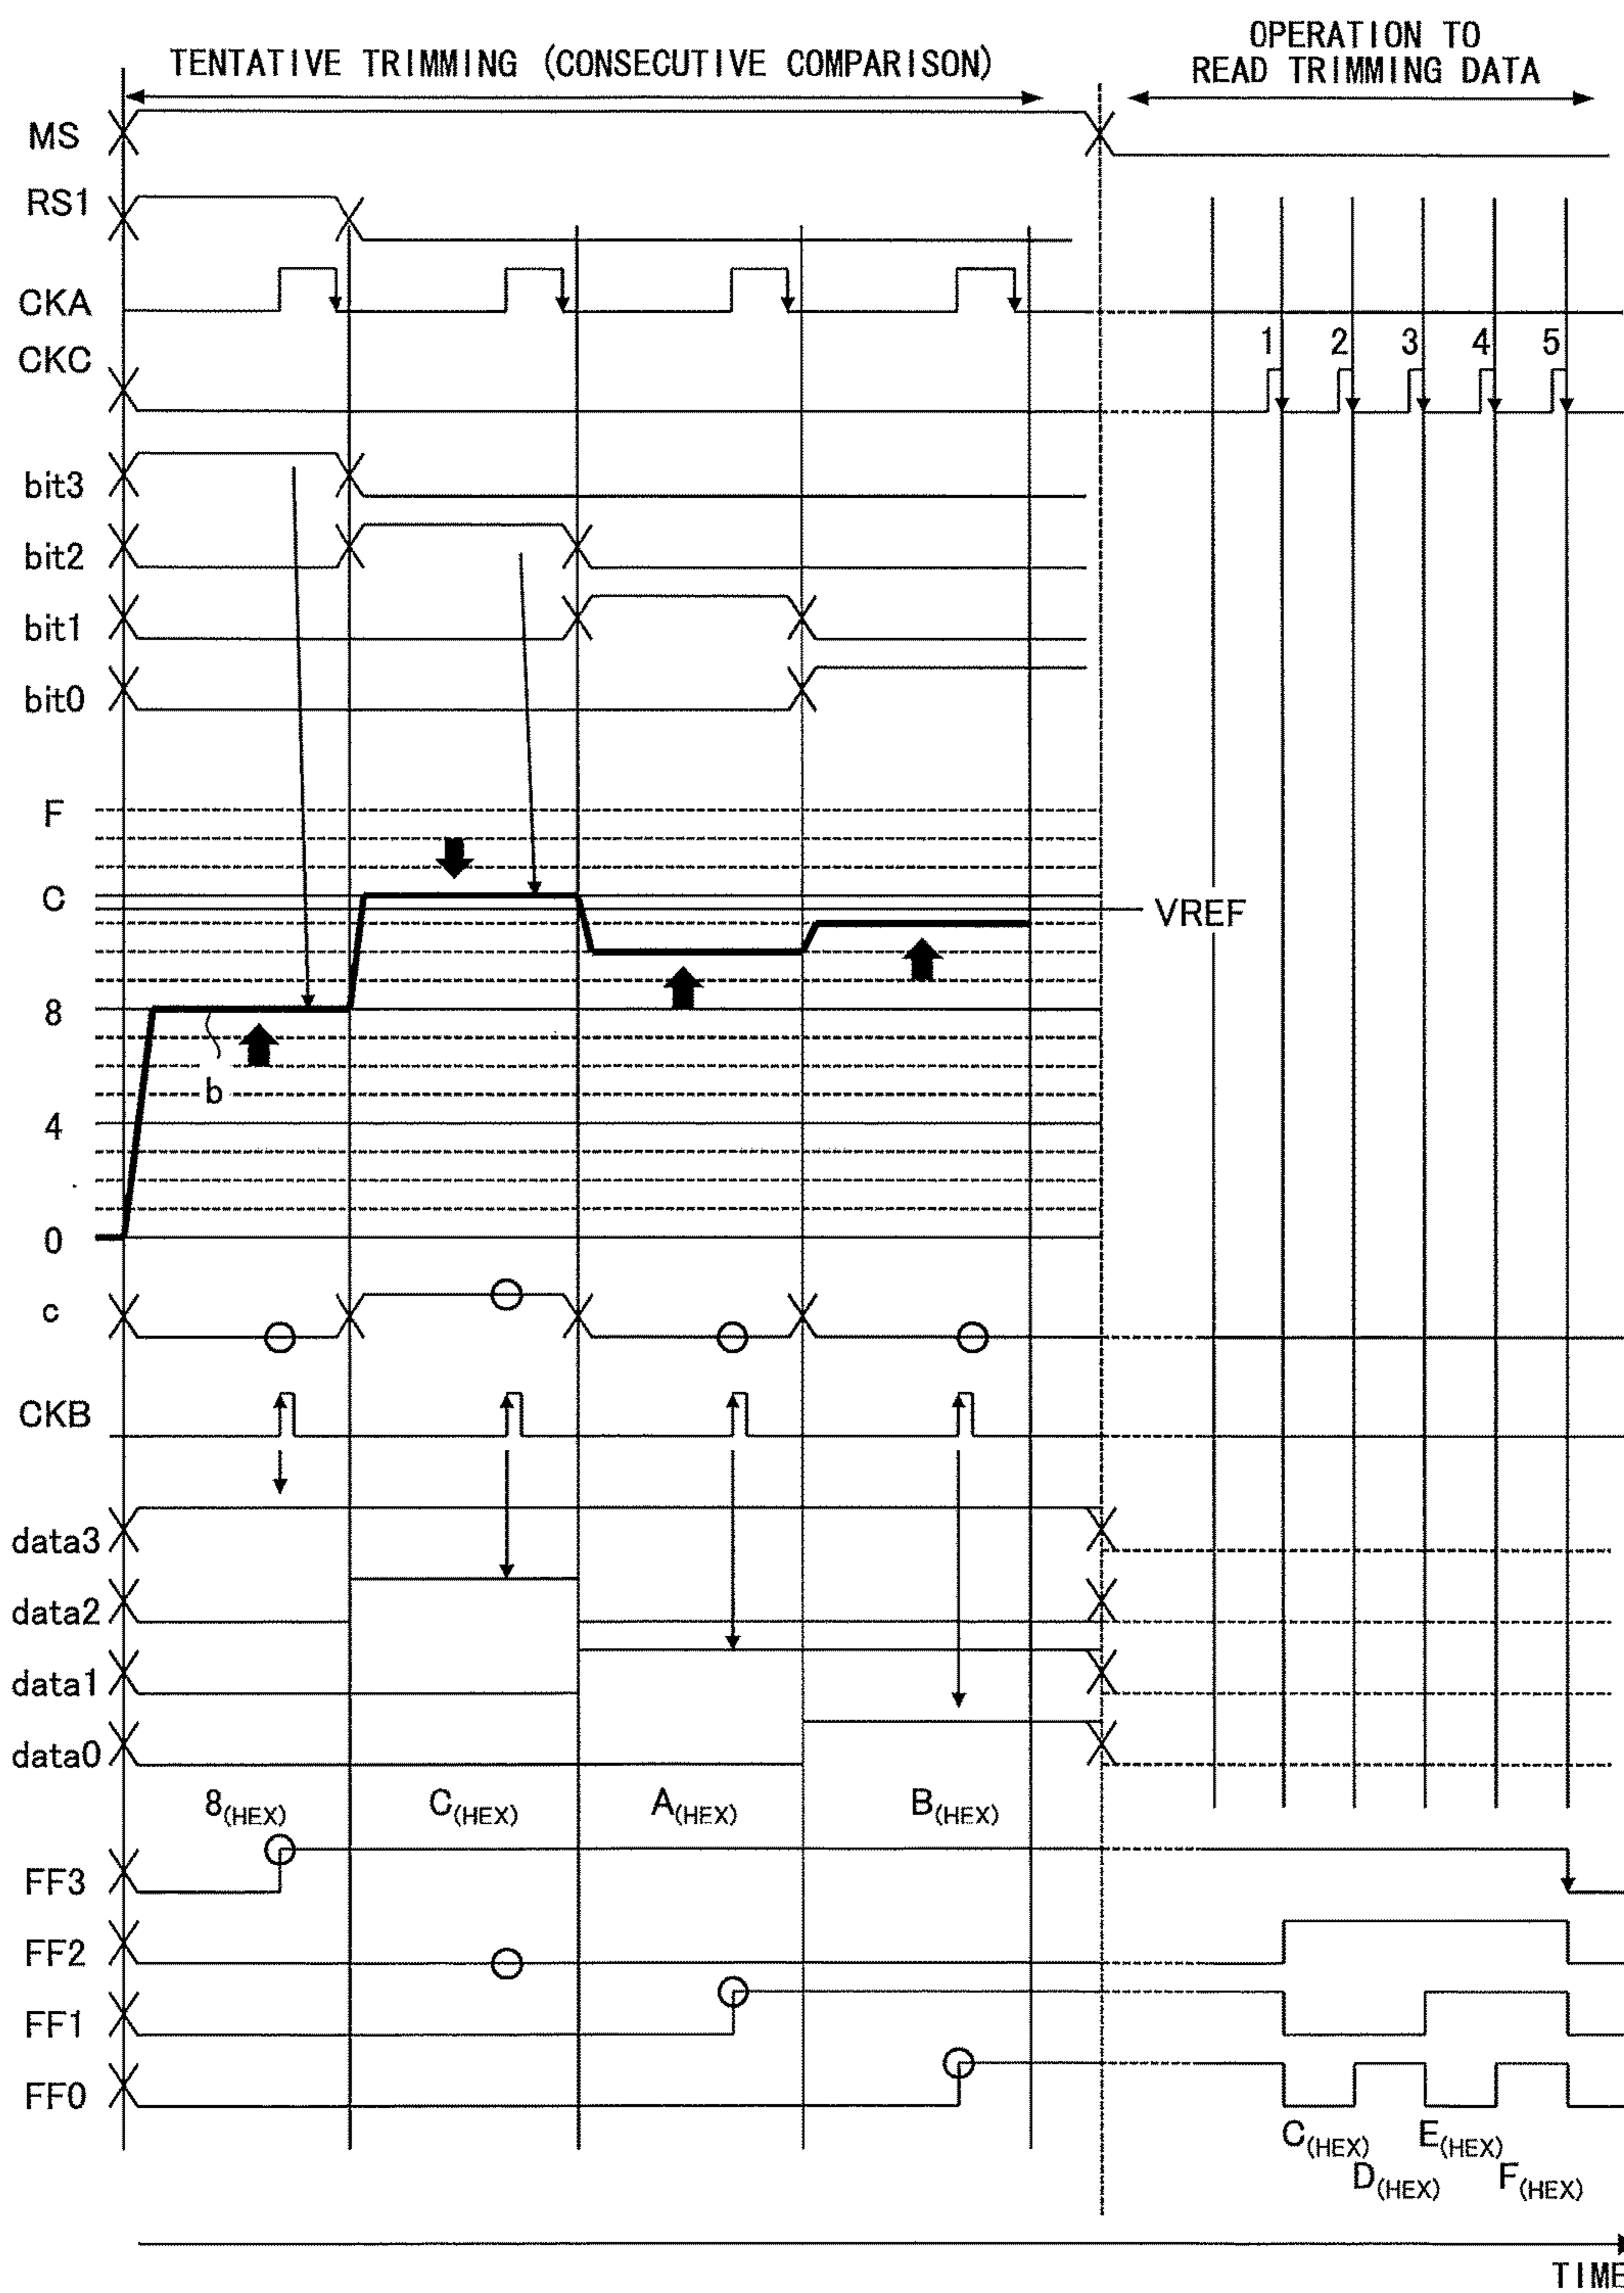 TENTATIVE TRIMMING (CONSECUTIVE COMPARISON)
OPERATION TO
READ TRIMMING DATA
MS
RS1
CKA
CKC
1 2 3 4 5
bit3
bit2
bit1
bit0
F
C
VREF
8
b
4
0
c
CKB
data3
data2
data1
data0
8(HEX) C(HEX) A(HEX) B(HEX)
FF3
FF2
FF1
FF0
C(HEX) E(HEX)
D(HEX) F(HEX)
TIME